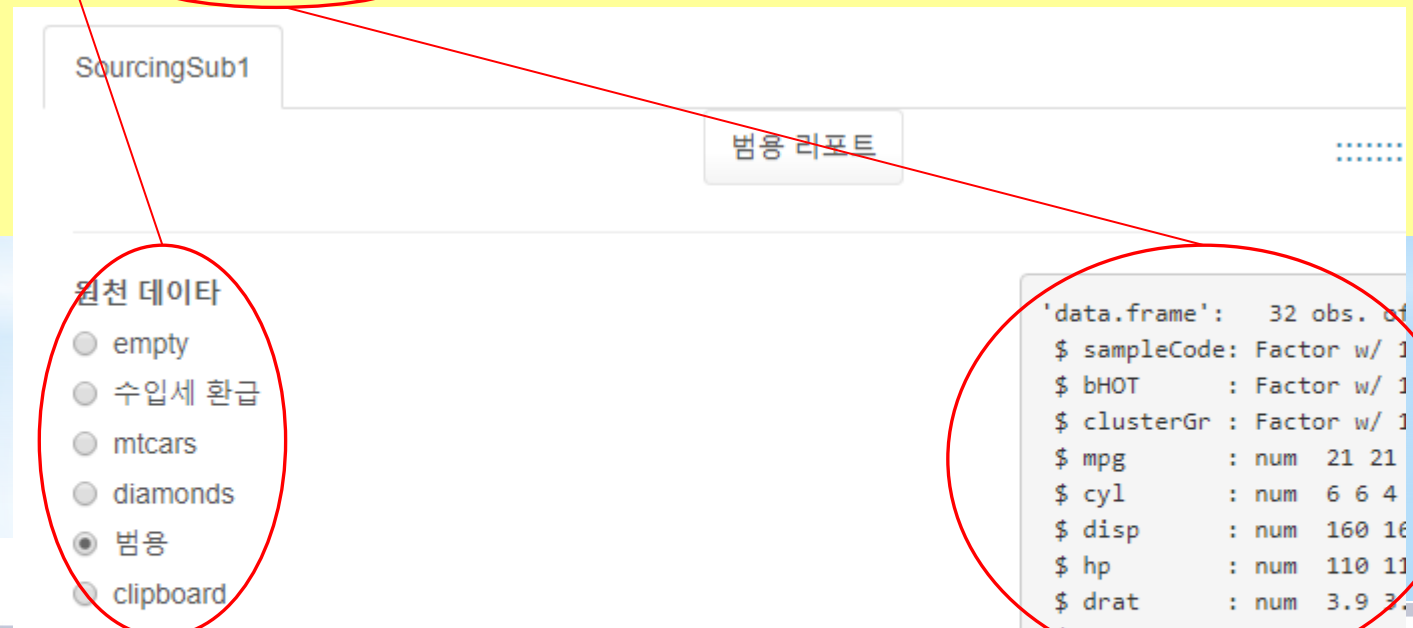 SourcingSub1
범용 리포트
원천 데이타
empty
수입세 환급
mtcars
diamonds
범용
clipboard
'data.frame': 32 obs. of
$ sampleCode: Factor w/ 1
$ bHOT : Factor w/ 1
$ clusterGr : Factor w/ 1
$ mpg : num 21 21
$ cyl : num 6 6 4
$ disp : num 160 16
$ hp : num 110 11
$ drat : num 3.9 3.